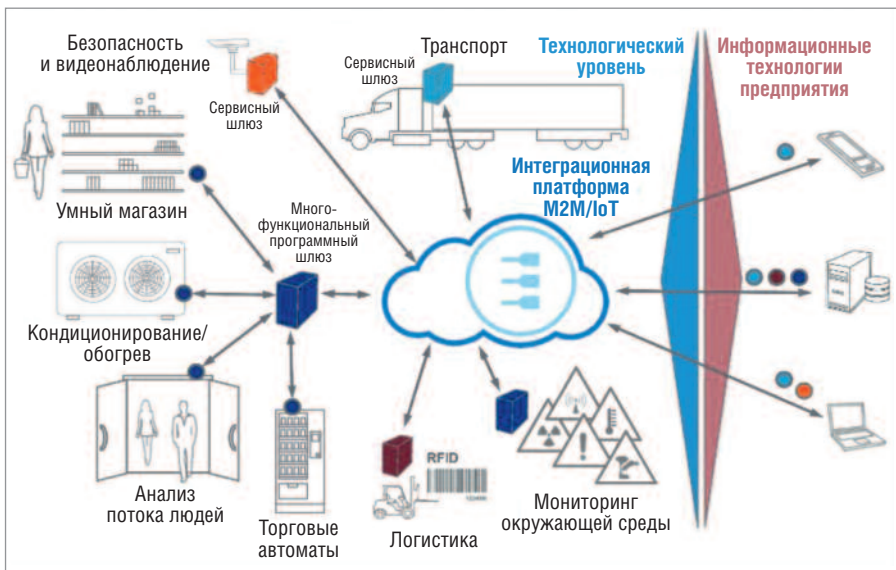 Безопасность
и видеонаблюдение
Сервисный
шлюз
Транспорт
Сервисный
шлюз
Технологический
уровень
Информационные
технологии
предприятия
Умный магазин
Много-
функциональный
программный
шлюз
Интеграционная
платформа
M2M/IoT
Кондиционирование/
обогрев
Анализ
потока людей
Торговые
автоматы
RFID
Логистика
Мониторинг
окружающей среды